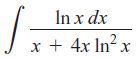 ∫ ln x dx / (x + 4x ln² x)